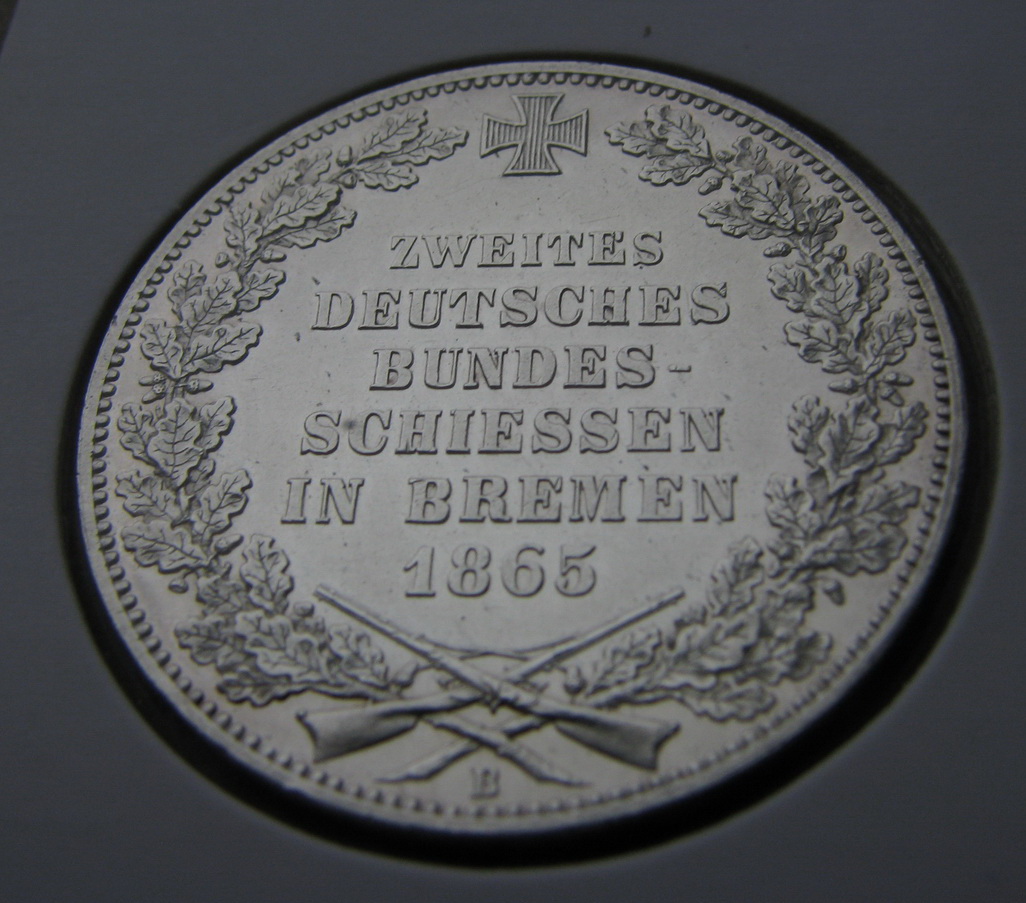 ZWEITES
DEUTSCHES
BUNDES-
SCHIESSEN
IN BREMEN
1865
B